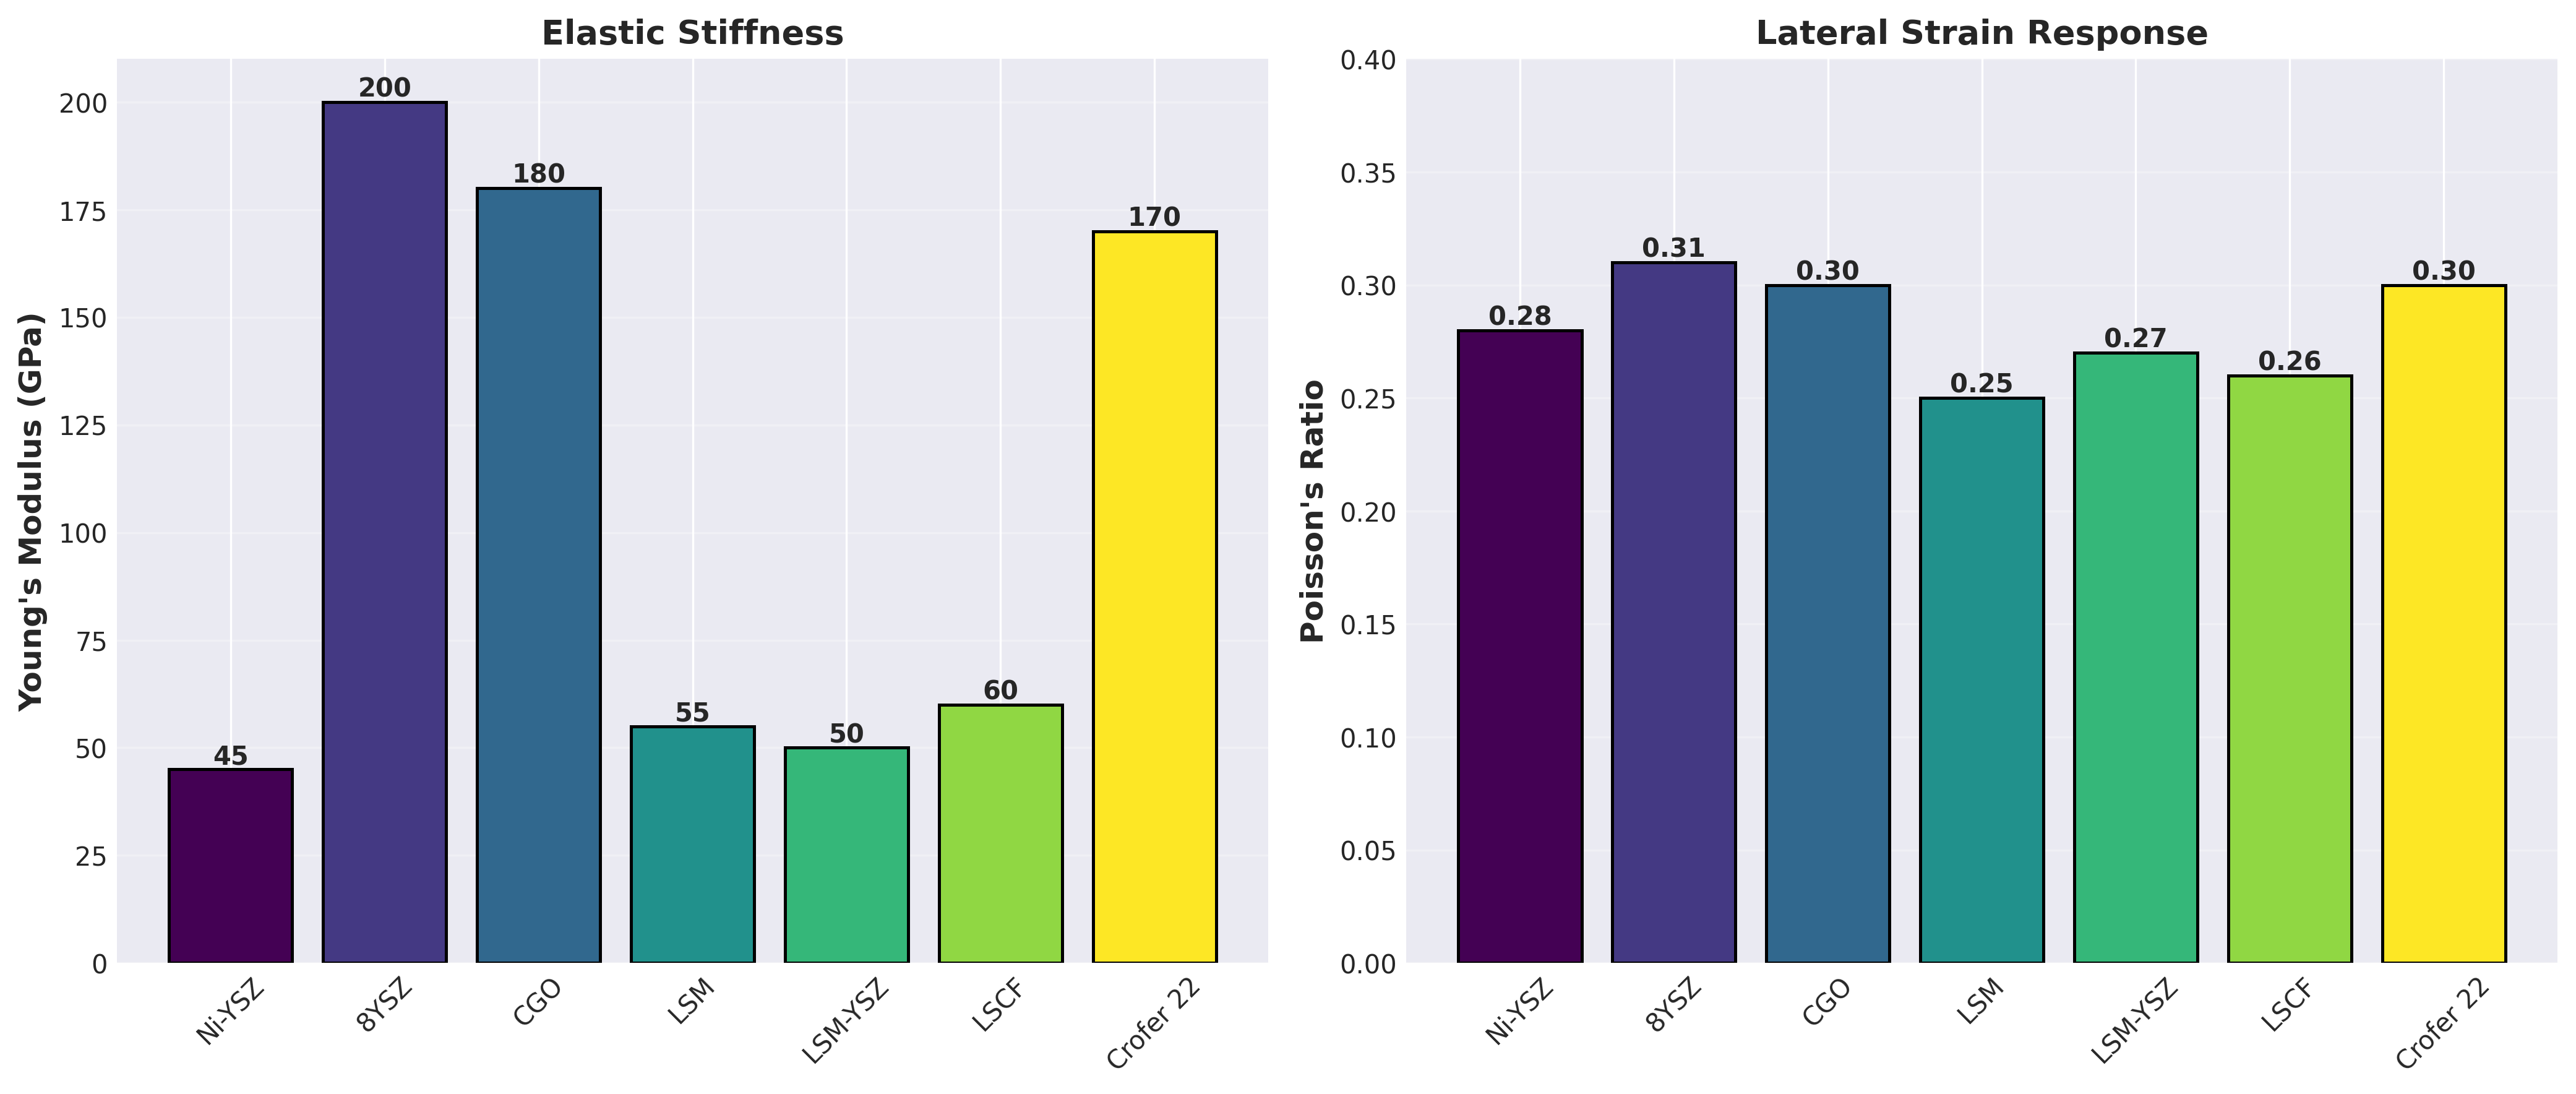 Elastic Stiffness
Young's Modulus (GPa)
200
175
150
125
100
75
50
25
0
45
200
180
55
50
60
170
Ni-YSZ
8YSZ
CGO
LSM
LSM-YSZ
LSCF
Crofer 22
Lateral Strain Response
Poisson's Ratio
0.40
0.35
0.30
0.25
0.20
0.15
0.10
0.05
0.00
0.28
0.31
0.30
0.25
0.27
0.26
0.30
Ni-YSZ
8YSZ
CGO
LSM
LSM-YSZ
LSCF
Crofer 22